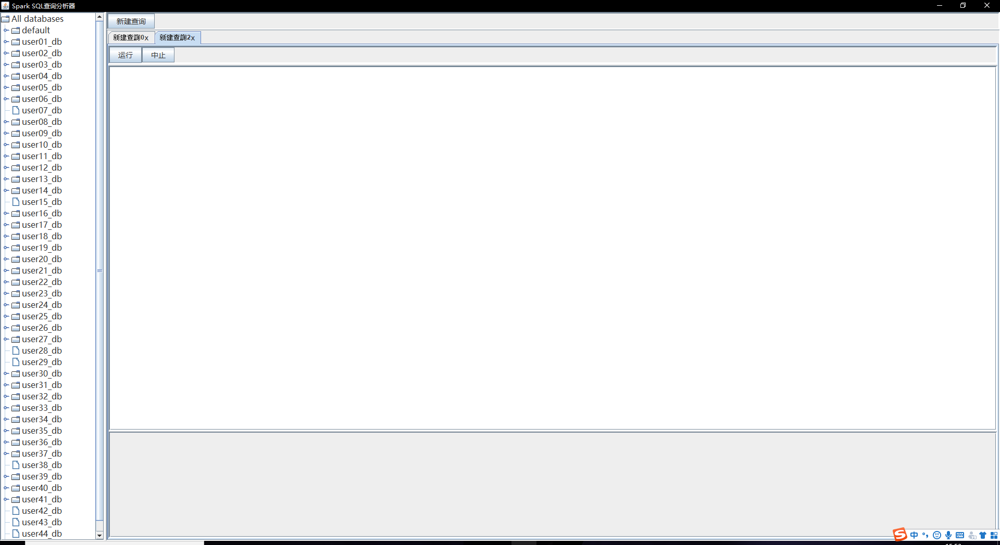 Spark SQL查询分析器
All databases
default
user01_db
user02_db
user03_db
user04_db
user05_db
user06_db
user07_db
user08_db
user09_db
user10_db
user11_db
user12_db
user13_db
user14_db
user15_db
user16_db
user17_db
user18_db
user19_db
user20_db
user21_db
user22_db
user23_db
user24_db
user25_db
user26_db
user27_db
user28_db
user29_db
user30_db
user31_db
user32_db
user33_db
user34_db
user35_db
user36_db
user37_db
user38_db
user39_db
user40_db
user41_db
user42_db
user43_db
user44_db
新建查询
新建查詢0x 新建查詢2x
运行 中止
S 中